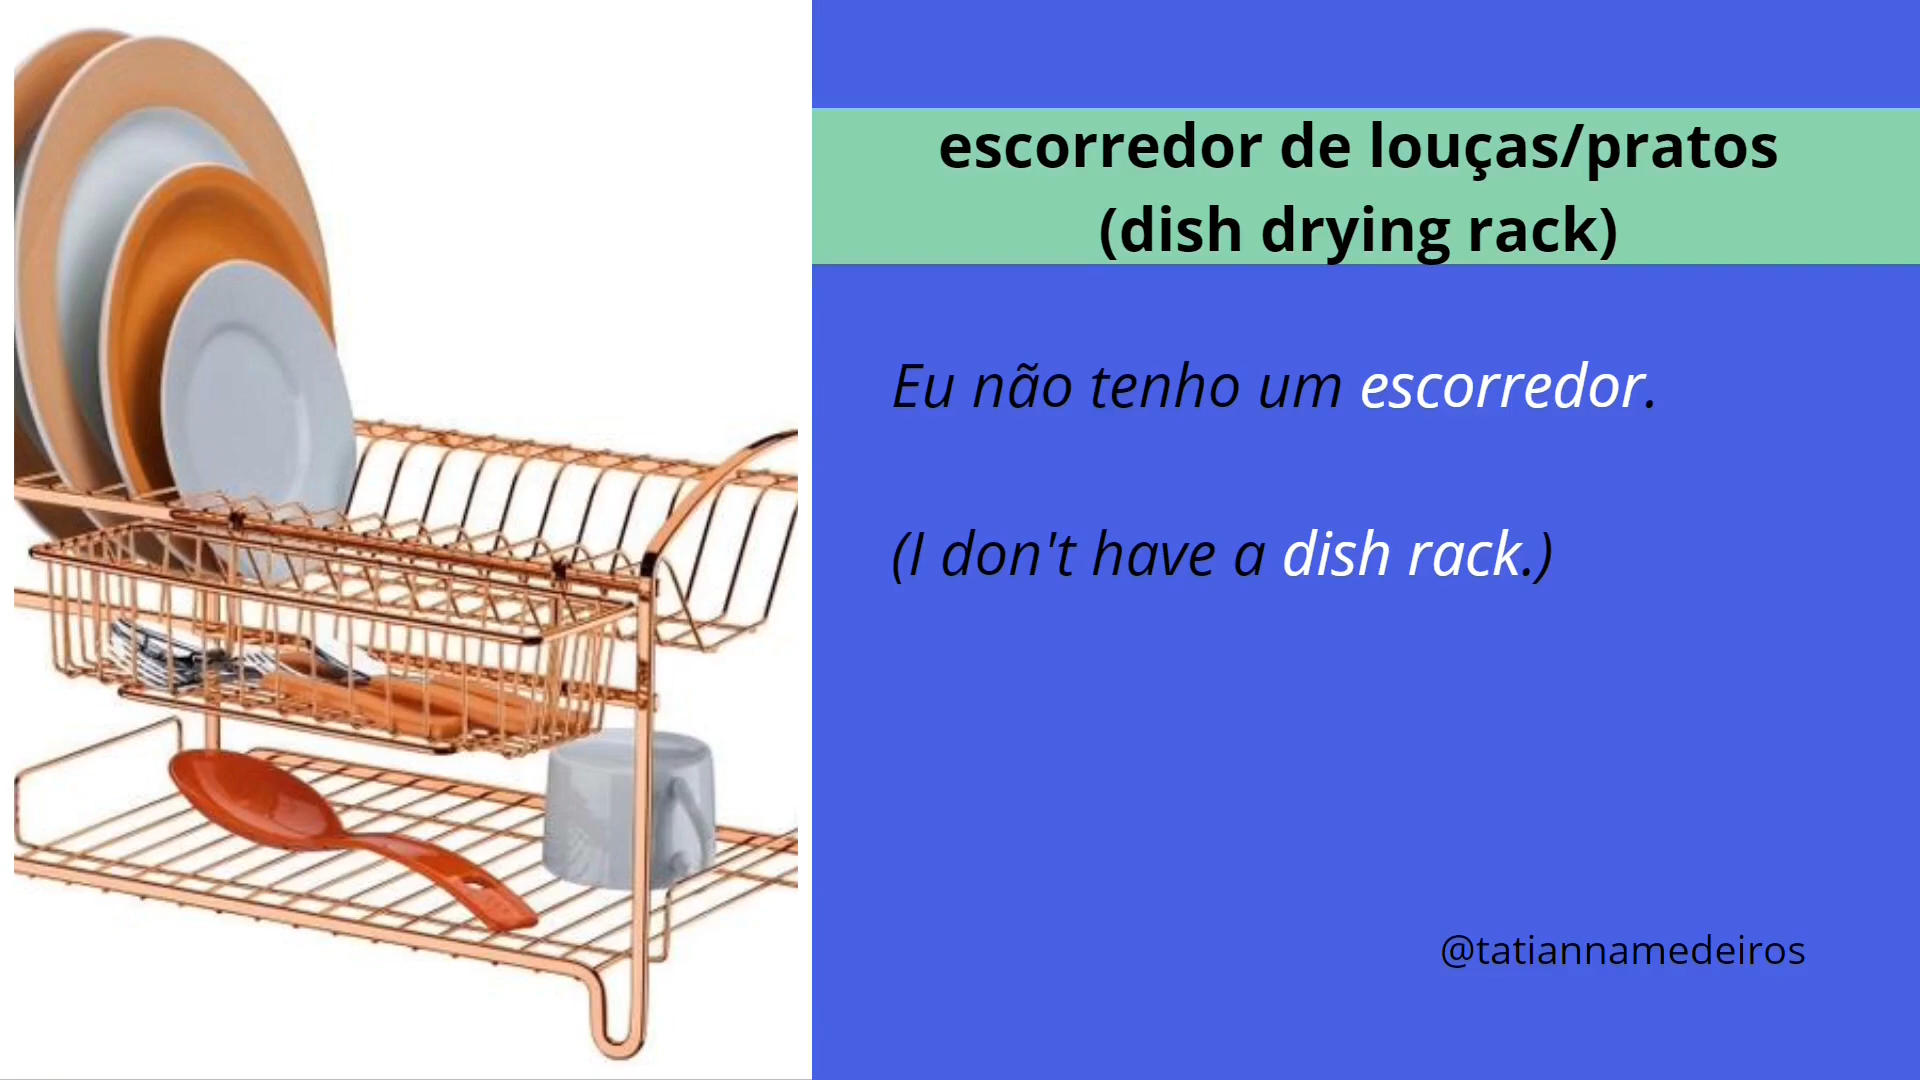 escorredor de louças/pratos
(dish drying rack)
Eu não tenho um escorredor.
(I don't have a dish rack.)
@tatiannamedeiros